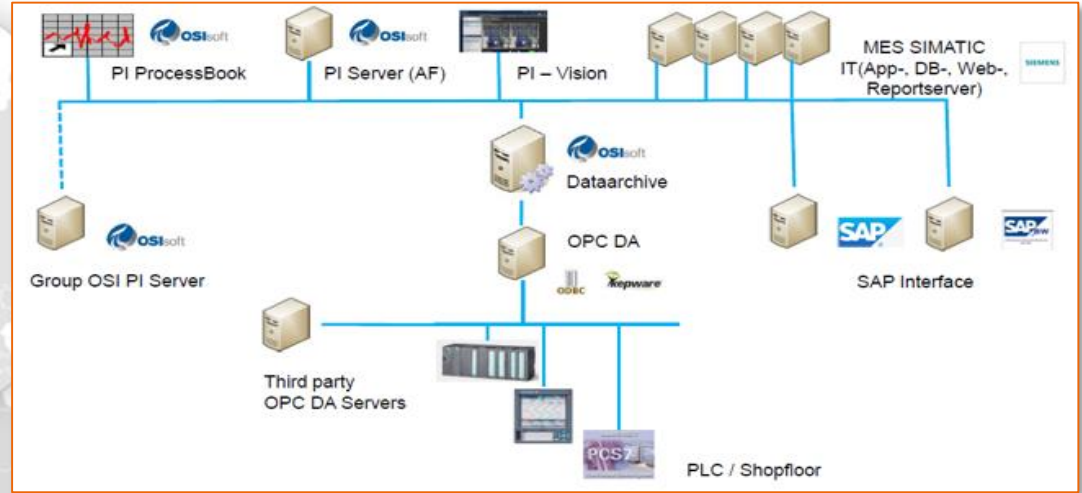 OSIsoft
OSIsoft
PI ProcessBook
PI Server (AF)
PI – Vision
MES SIMATIC
IT(App-, DB-, Web-,
Reportserver)
SIEMENS
OSIsoft
Dataarchive
OSIsoft
Group OSI PI Server
OPC DA
ODBC
kepware
SAP
SAP
SAP Interface
Third party
OPC DA Servers
PCS7
PLC / Shopfloor